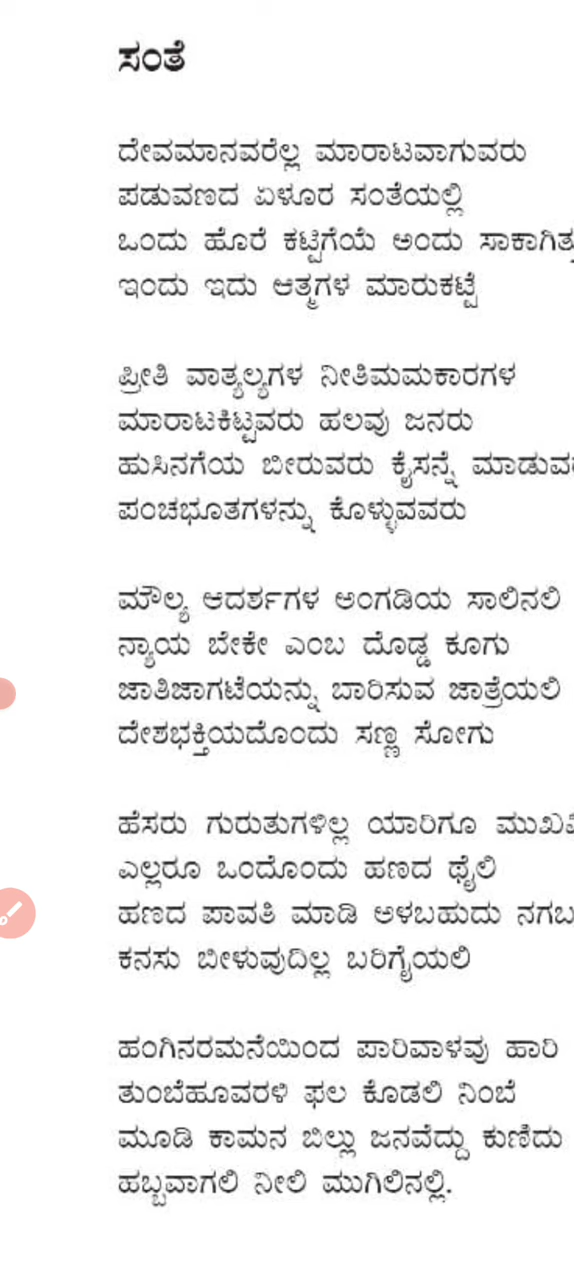 ಸಂತೆ
ದೇವಮಾನವರೆಲ್ಲ ಮಾರಾಟವಾಗುವರು
ಪಡುವಣದ ಏಳೂರ ಸಂತೆಯಲ್ಲಿ
ಒಂದು ಹೊರೆ ಕಟ್ಟಿಗೆಯೆ ಅಂದು
ಇಂದು ಇದು ಆತ್ಮಗಳ ಮಾರುಕಟ್ಟೆ
ಪ್ರೀತಿ ವಾತ್ಸಲ್ಯಗಳ ನೀತಿಮಮಕಾರಗಳ
ಮಾರಾಟಕಿಟ್ಟವರು ಹಲವು ಜನರು
ಹುಸಿನಗೆಯ ಬೀರುವರು ಕೈಸನ್ನೆ
ಪಂಚಭೂತಗಳನ್ನು ಕೊಳ್ಳುವವರು
ಮೌಲ್ಯ ಆದರ್ಶಗಳ ಅಂಗಡಿಯ ಸಾಲಿನಲಿ
ನ್ಯಾಯ ಬೇಕೇ ಎಂಬ ದೊಡ್ಡ ಕೂಗು
ಜಾತಿಜಾಗಟೆಯನ್ನು ಬಾರಿಸುವ ಜಾತ್ರೆಯಲಿ
ದೇಶಭಕ್ತಿಯದೊಂದು ಸಣ್ಣ ಸೋಗು
ಹೆಸರು ಗುರುತುಗಳಿಲ್ಲ ಯಾರಿಗೂ
ಎಲ್ಲರೂ ಒಂದೊಂದು ಹಣದ ಥೈಲಿ
ಹಣದ ಪಾವತಿ ಮಾಡಿ ಅಳಬಹುದು
ಕನಸು ಬೀಳುವುದಿಲ್ಲ ಬರಿಗೈಯಲಿ
ಹಂಗಿನರಮನೆಯಿಂದ ಪಾರಿವಾಳವು ಹಾರಿ
ತುಂಬೆಹೂವರಳಿ ಫಲ ಕೊಡಲಿ ನಿಂಬೆ
ಮೂಡಿ ಕಾಮನ ಬಿಲ್ಲು ಜನವೆದ್ದು ಕುಣಿದು
ಹಬ್ಬವಾಗಲಿ ನೀಲಿ ಮುಗಿಲಿನಲ್ಲಿ.